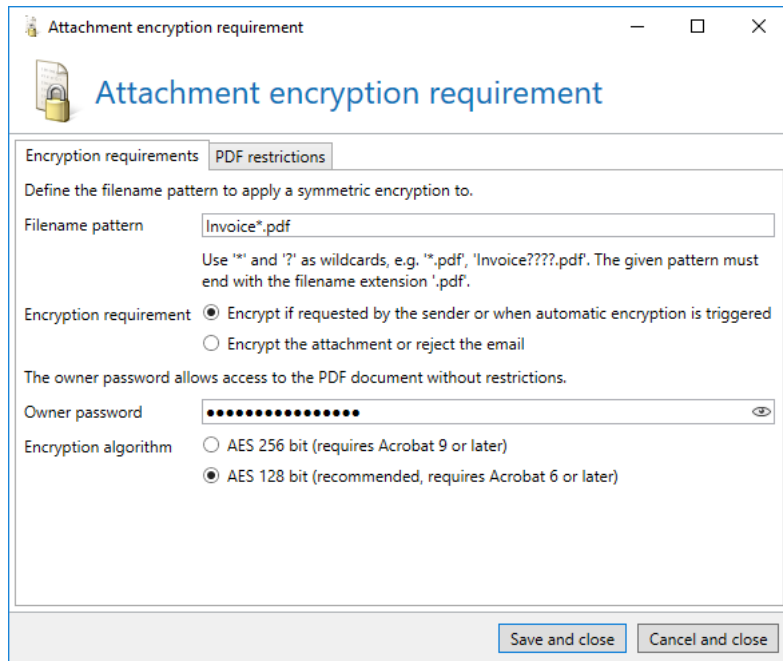 Attachment encryption requirement
Attachment encryption requirement
Encryption requirements PDF restrictions
Define the filename pattern to apply a symmetric encryption to.
Filename pattern Invoice*.pdf
Use '*' and '?' as wildcards, e.g. '*.pdf', 'Invoice????.pdf'. The given pattern must
end with the filename extension '.pdf'.
Encryption requirement Encrypt if requested by the sender or when automatic encryption is triggered
Encrypt the attachment or reject the email
The owner password allows access to the PDF document without restrictions.
Owner password ●●●●●●●●●●●●●●●●
Encryption algorithm AES 256 bit (requires Acrobat 9 or later)
AES 128 bit (recommended, requires Acrobat 6 or later)
Save and close Cancel and close